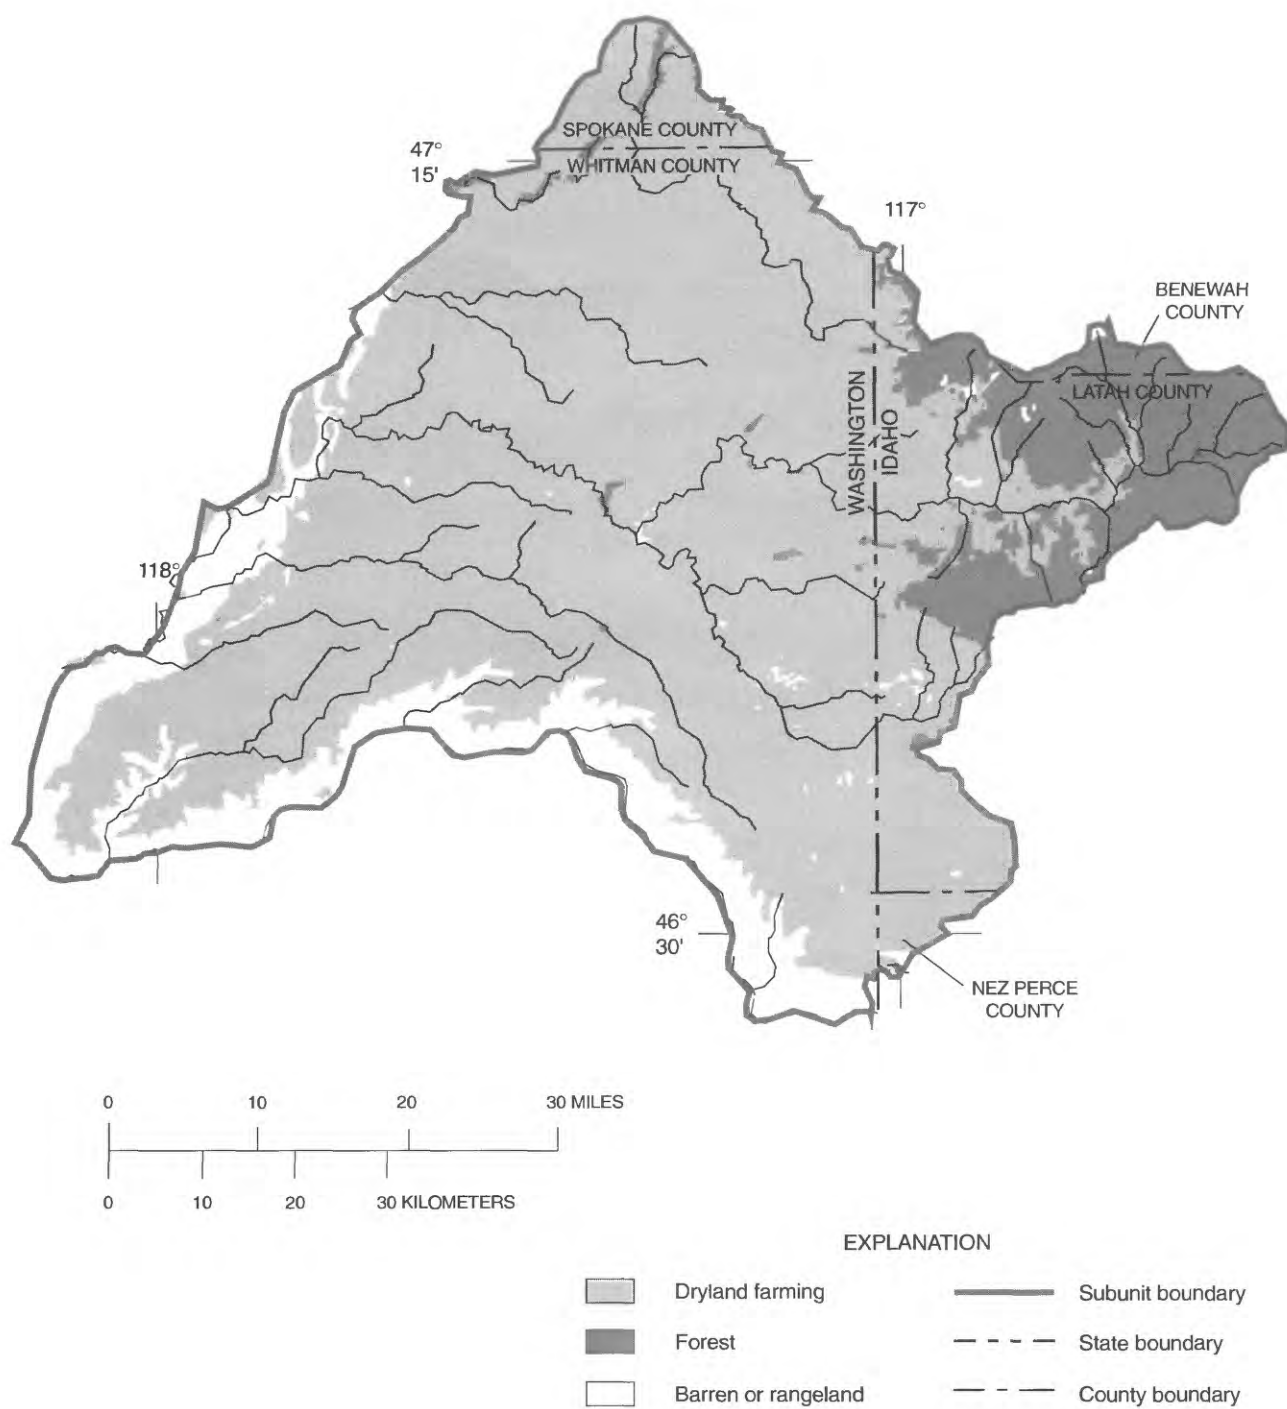 SPOKANE COUNTY
47°
15'
WHITMAN COUNTY
117°
BENEWAH
COUNTY
LATAH COUNTY
WASHINGTON
IDAHO
118°
46°
30'
NEZ PERCE
COUNTY
0 10 20 30 MILES
0 10 20 30 KILOMETERS
EXPLANATION
Dryland farming
Subunit boundary
Forest
State boundary
Barren or rangeland
County boundary